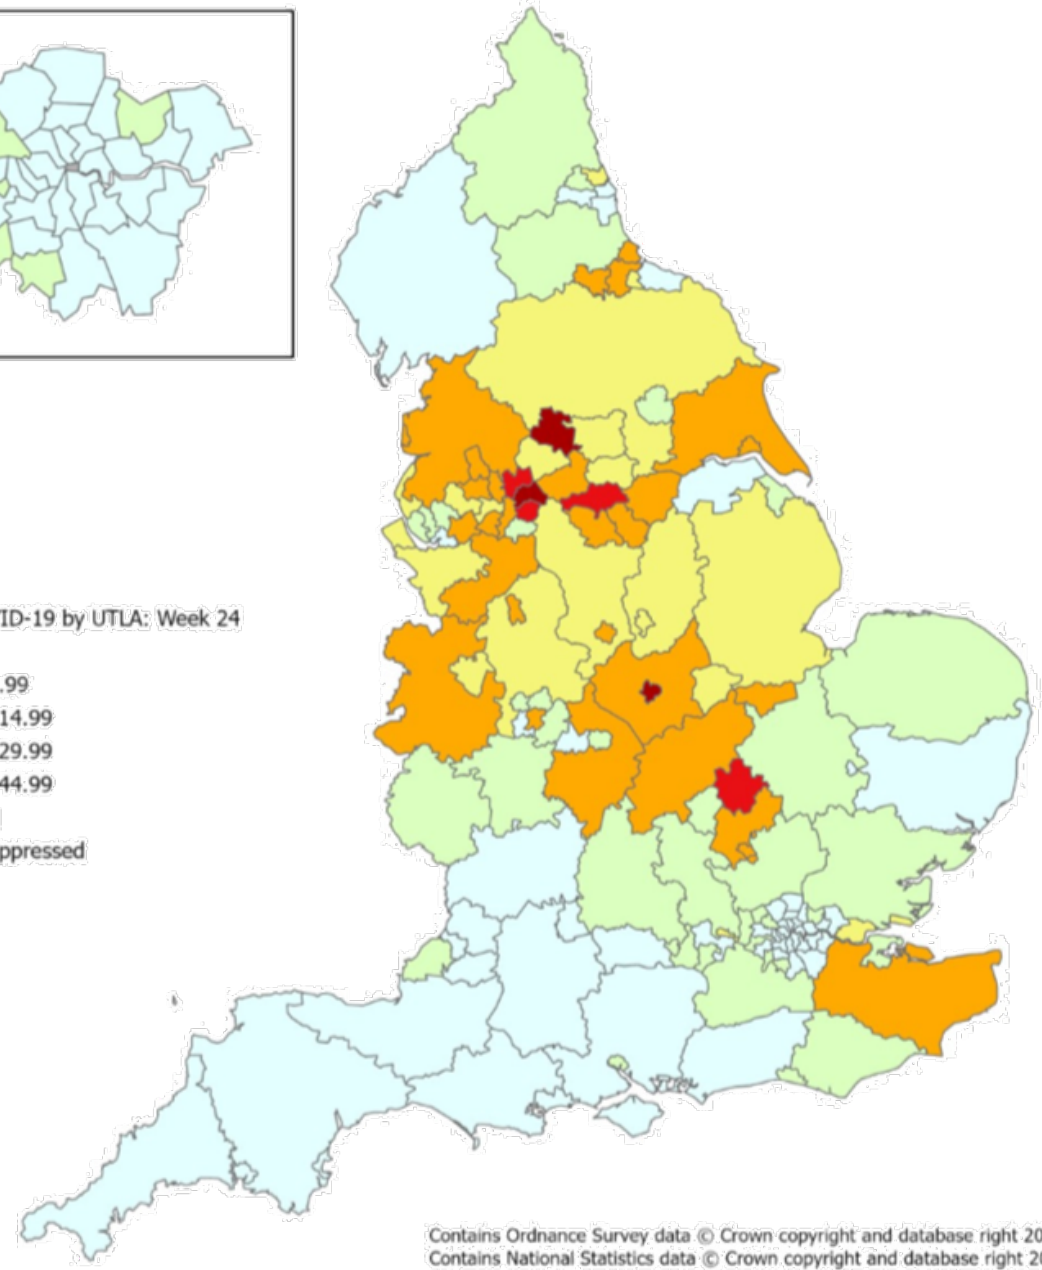 ID-19 by UTLA: Week 24
.99
14.99
29.99
44.99
ppressed
Contains Ordnance Survey data © Crown copyright and database right 20
Contains National Statistics data © Crown copyright and database right 20